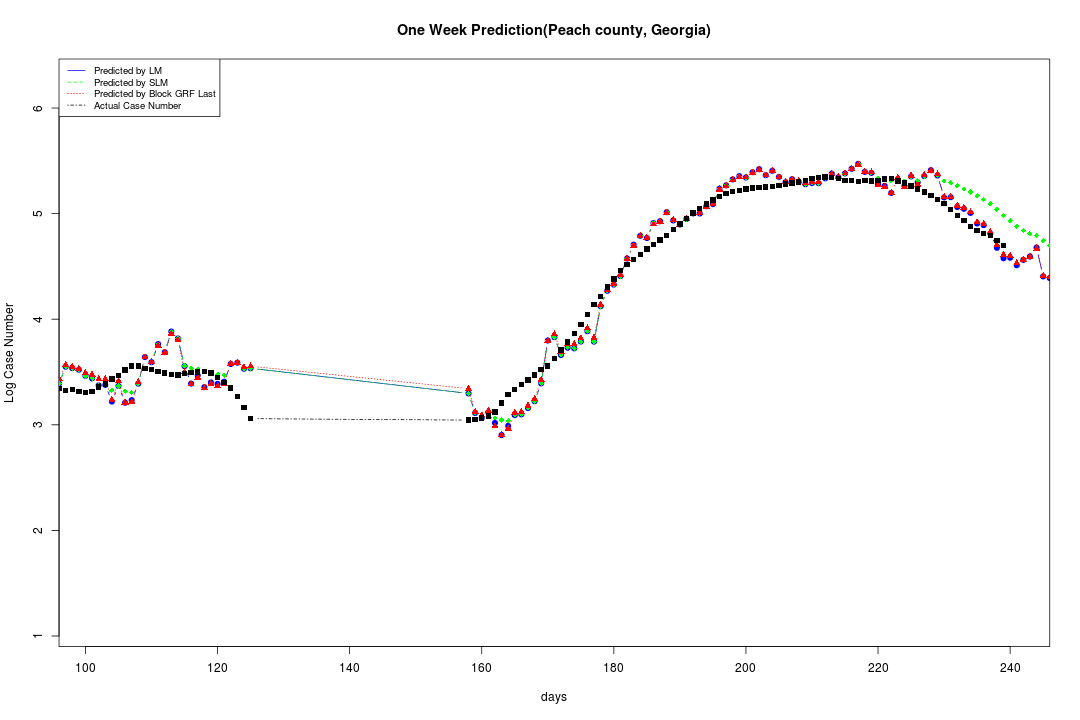 One Week Prediction(Peach county, Georgia)
Predicted by LM
Predicted by SLM
Predicted by Block GRF Last
Actual Case Number
Log Case Number
6
5
4
3
2
1
100 120 140 160 180 200 220 240
days